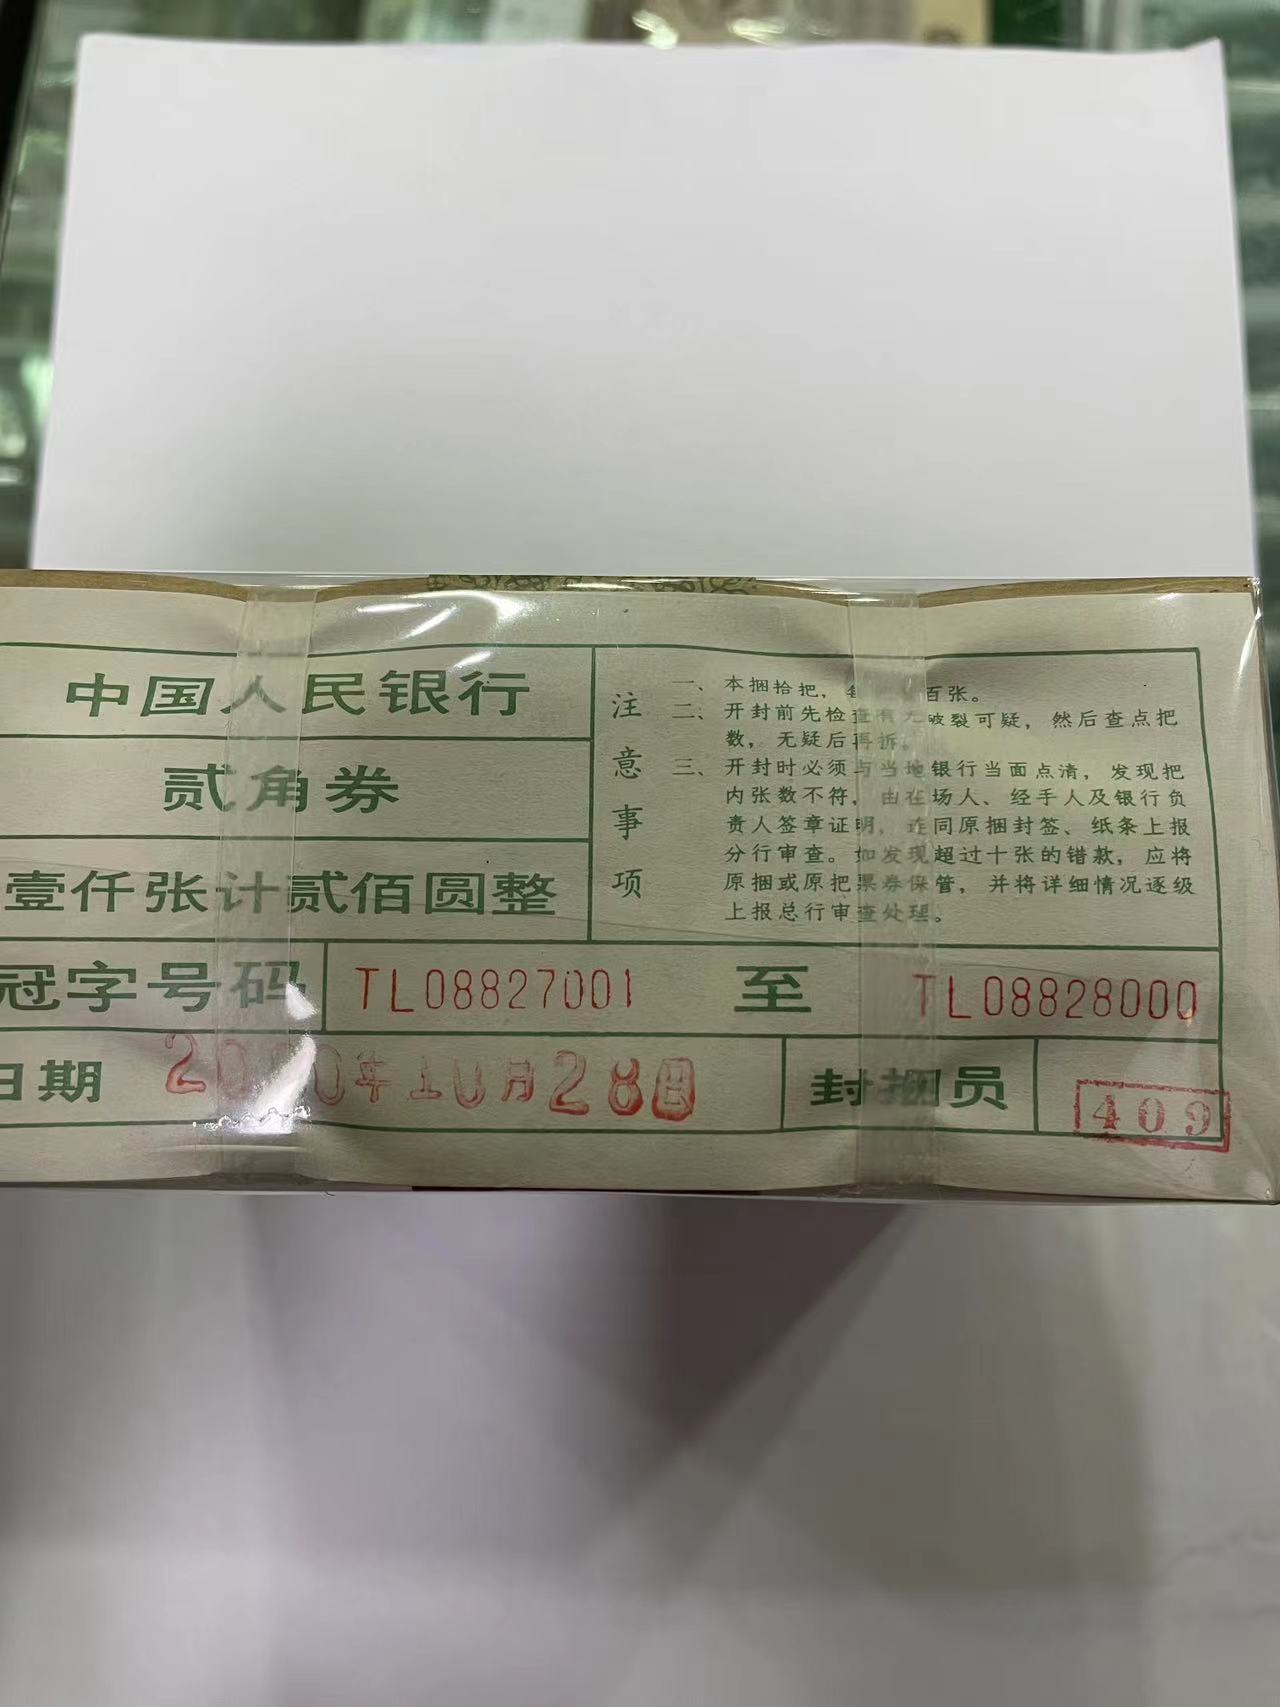 中国人民银行
贰角券
壹仟张计贰佰圆整
冠字号码 TL08827001 至 TL08828000
日期 2000年10月28日 封捆员 409
注意事项
一、本捆拾把，每 百张。
二、开封前先检查有无破裂可疑，然后查点把
数，无疑后再拆。
三、开封时必须与当地银行当面点清，发现把
内张数不符，由在场人、经手人及银行负
责人签章证明，连同原捆封签、纸条上报
分行审查。如发现超过十张的错款，应将
原捆或原把票券保管，并将详细情况逐级
上报总行审查处理。